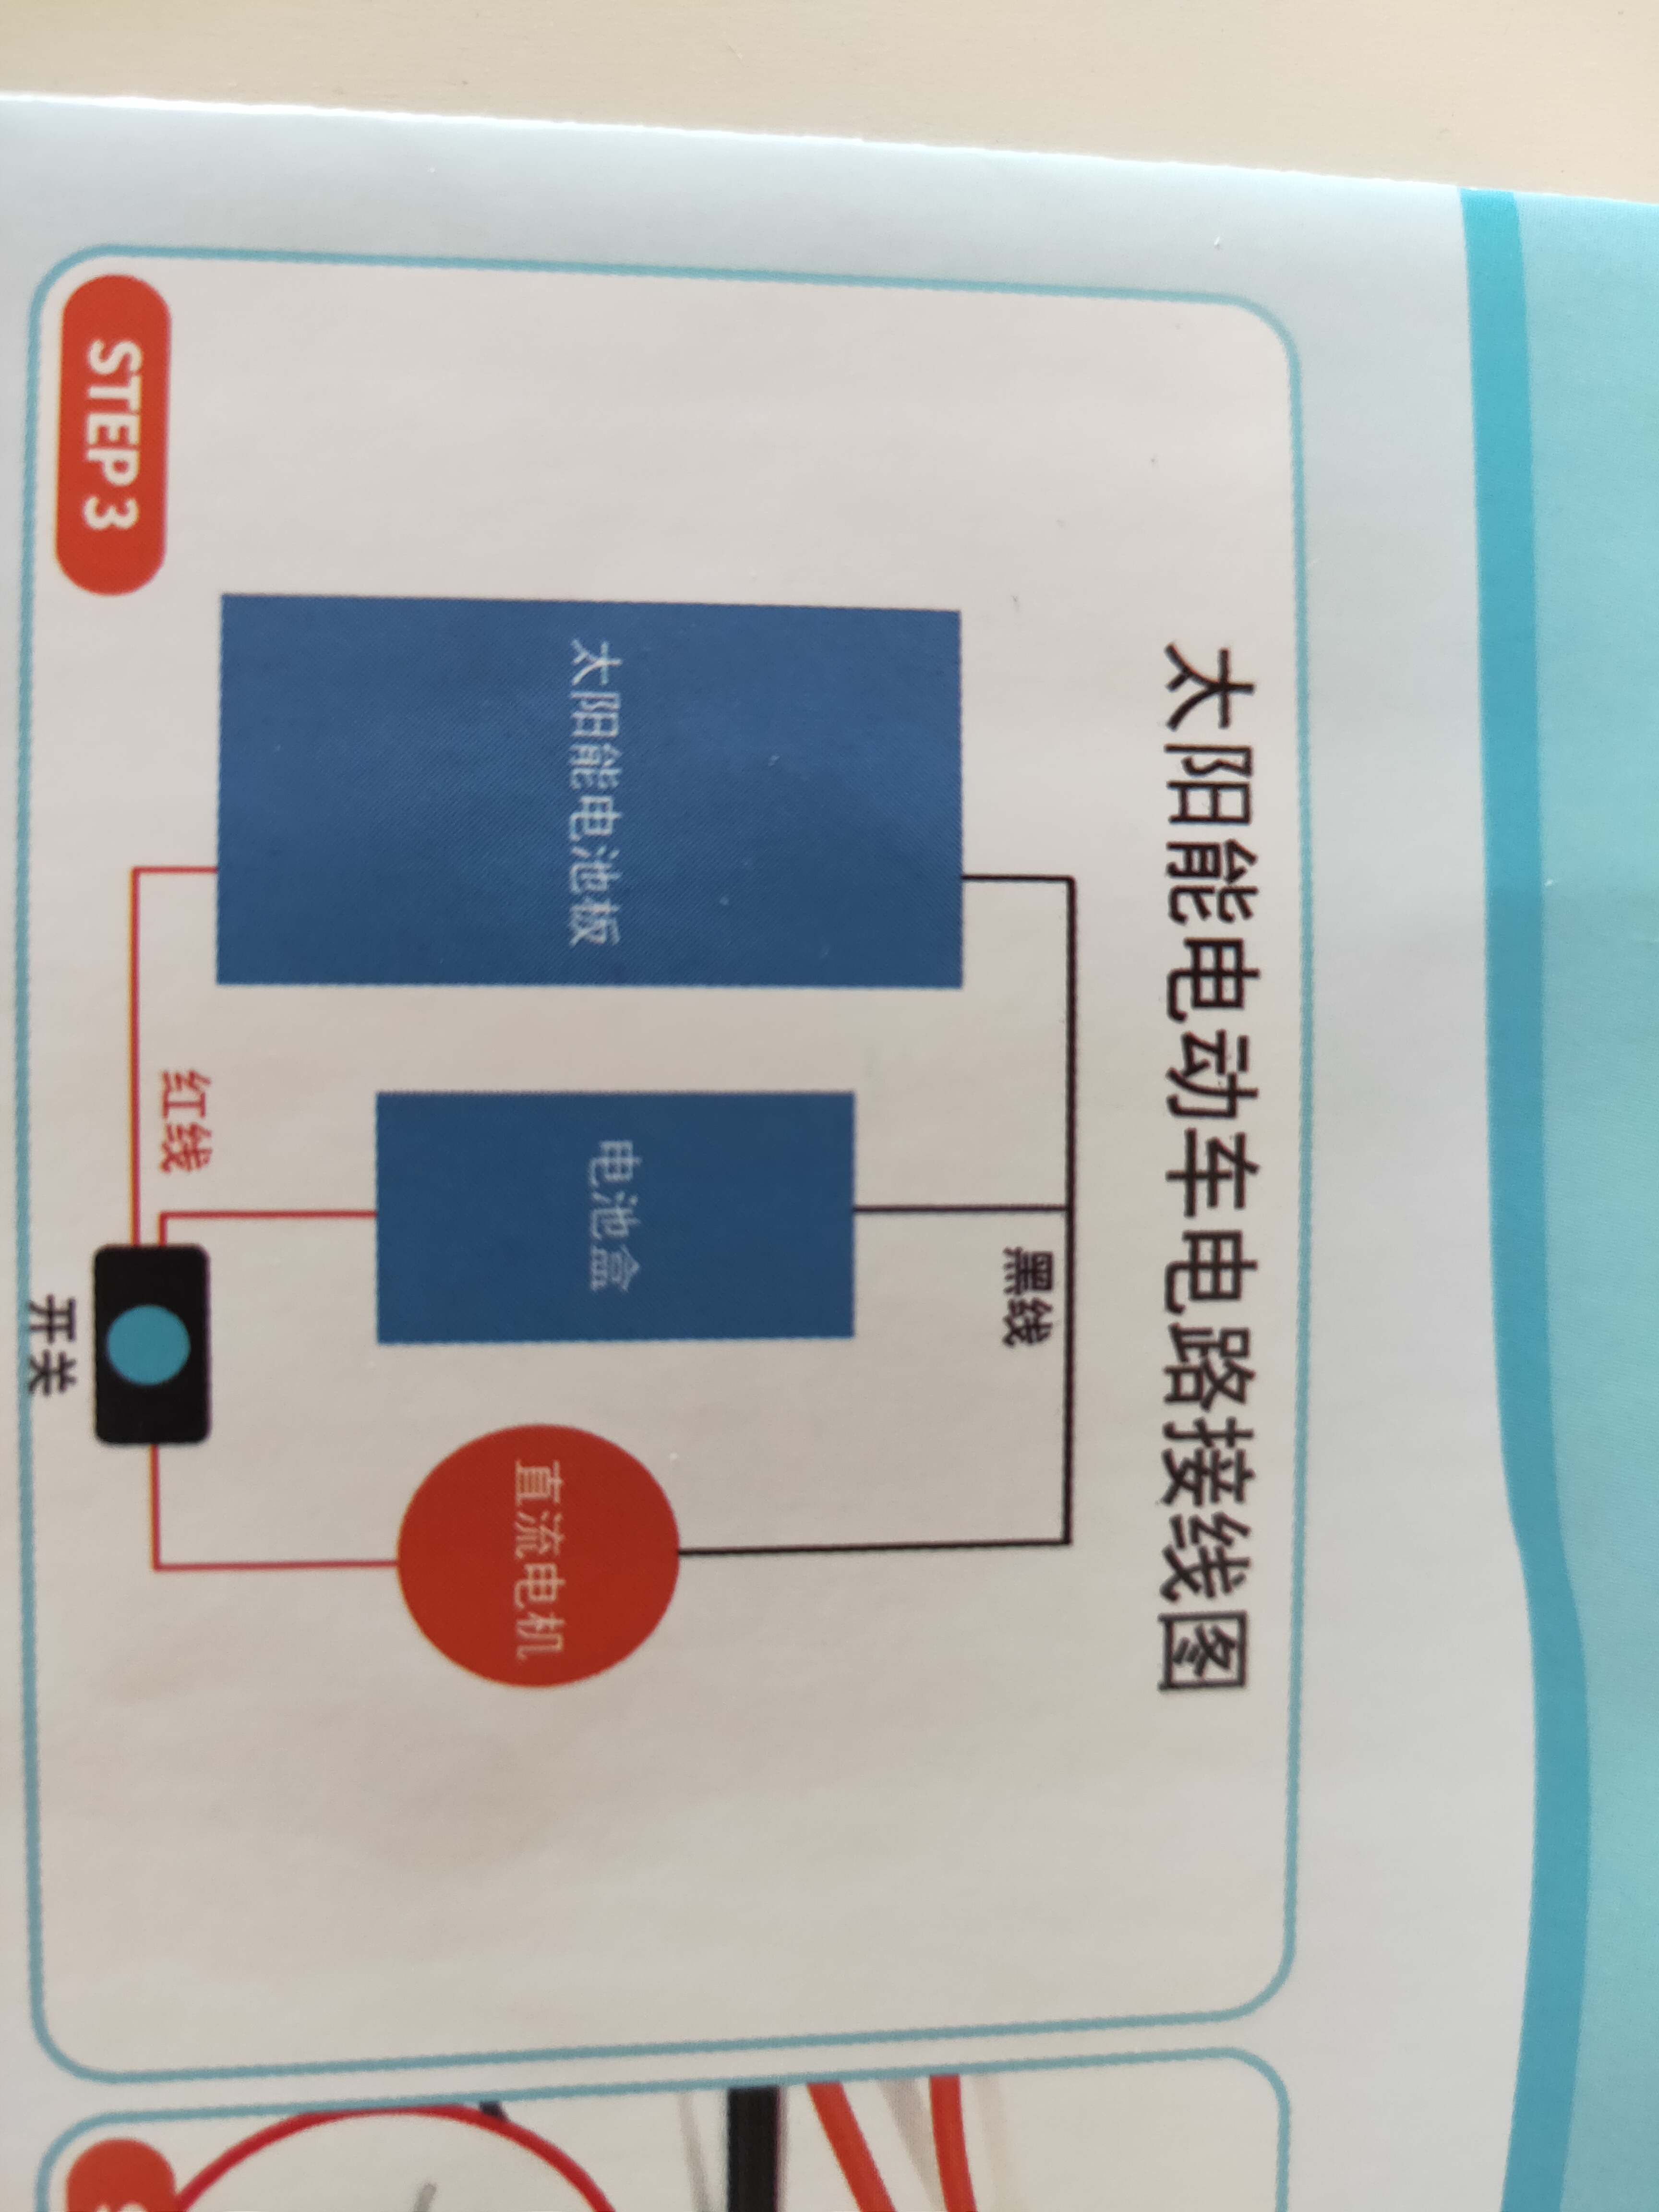 太阳能电动车电路接线图
黑线
太阳能电池板
电池盒
直流电机
红线
开关
STEP 3